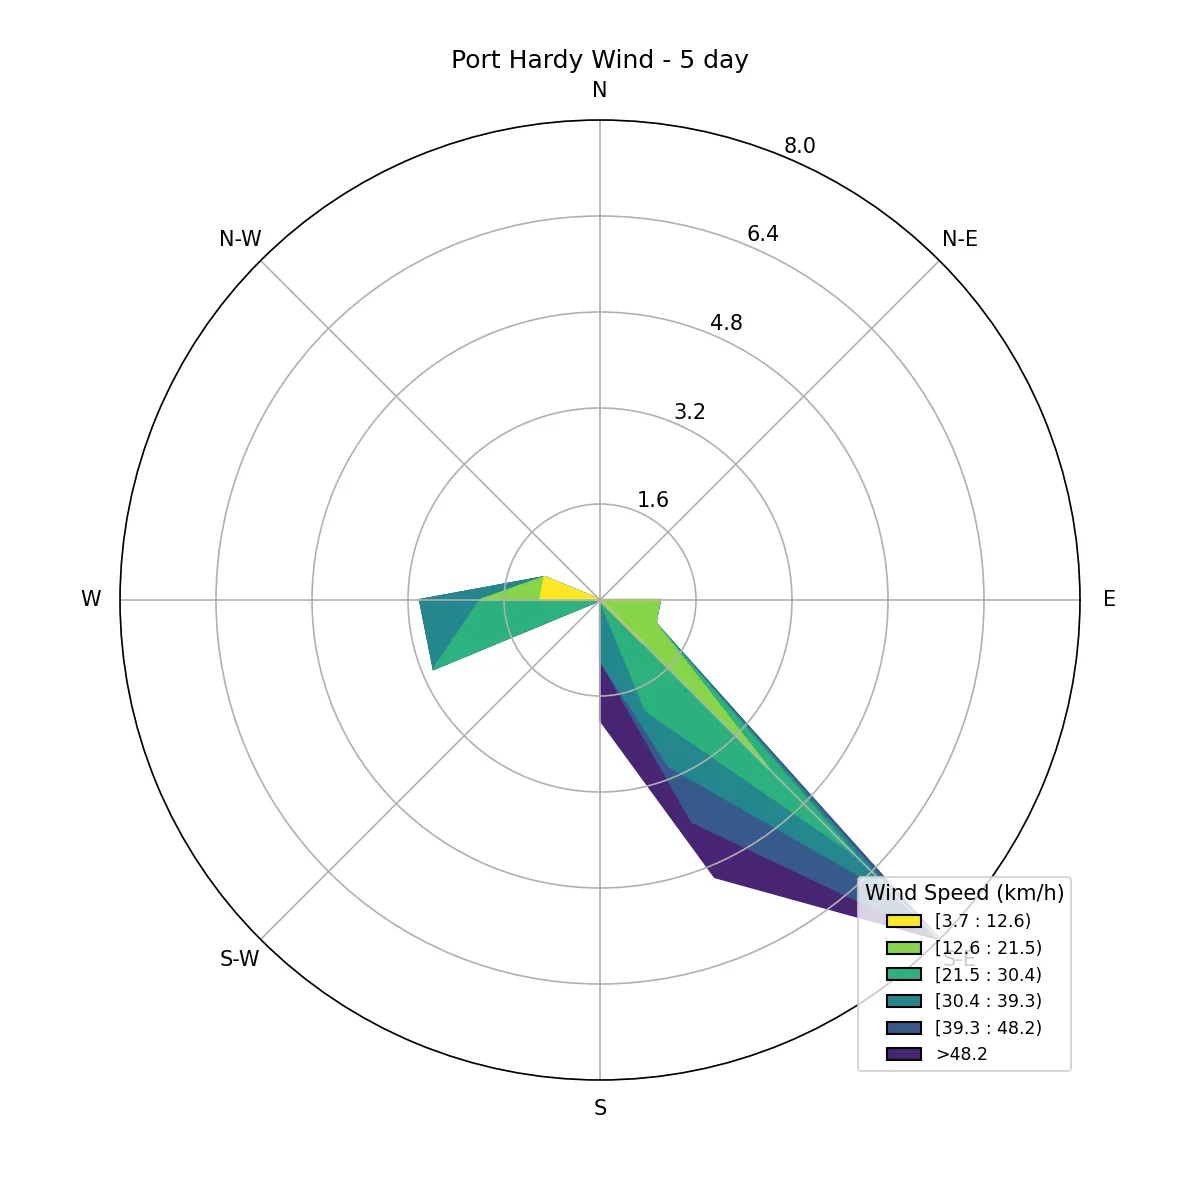 Port Hardy Wind - 5 day
N
8.0
N-W
6.4
N-E
4.8
3.2
1.6
W
E
Wind Speed (km/h)
[3.7 : 12.6)
[12.6 : 21.5)
S-W
S-E
[21.5 : 30.4)
[30.4 : 39.3)
[39.3 : 48.2)
>48.2
S